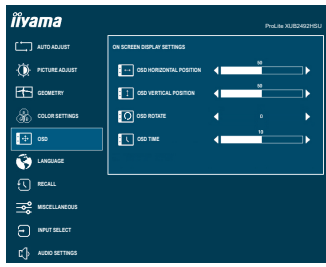 iiyama
ProLite XUB2492HSU
AUTO ADJUST
PICTURE ADJUST
GEOMETRY
COLOR SETTINGS
OSD
LANGUAGE
RECALL
MISCELLANEOUS
INPUT SELECT
AUDIO SETTINGS
ON SCREEN DISPLAY SETTINGS
OSD HORIZONTAL POSITION
50
OSD VERTICAL POSITION
50
OSD ROTATE
0
OSD TIME
10